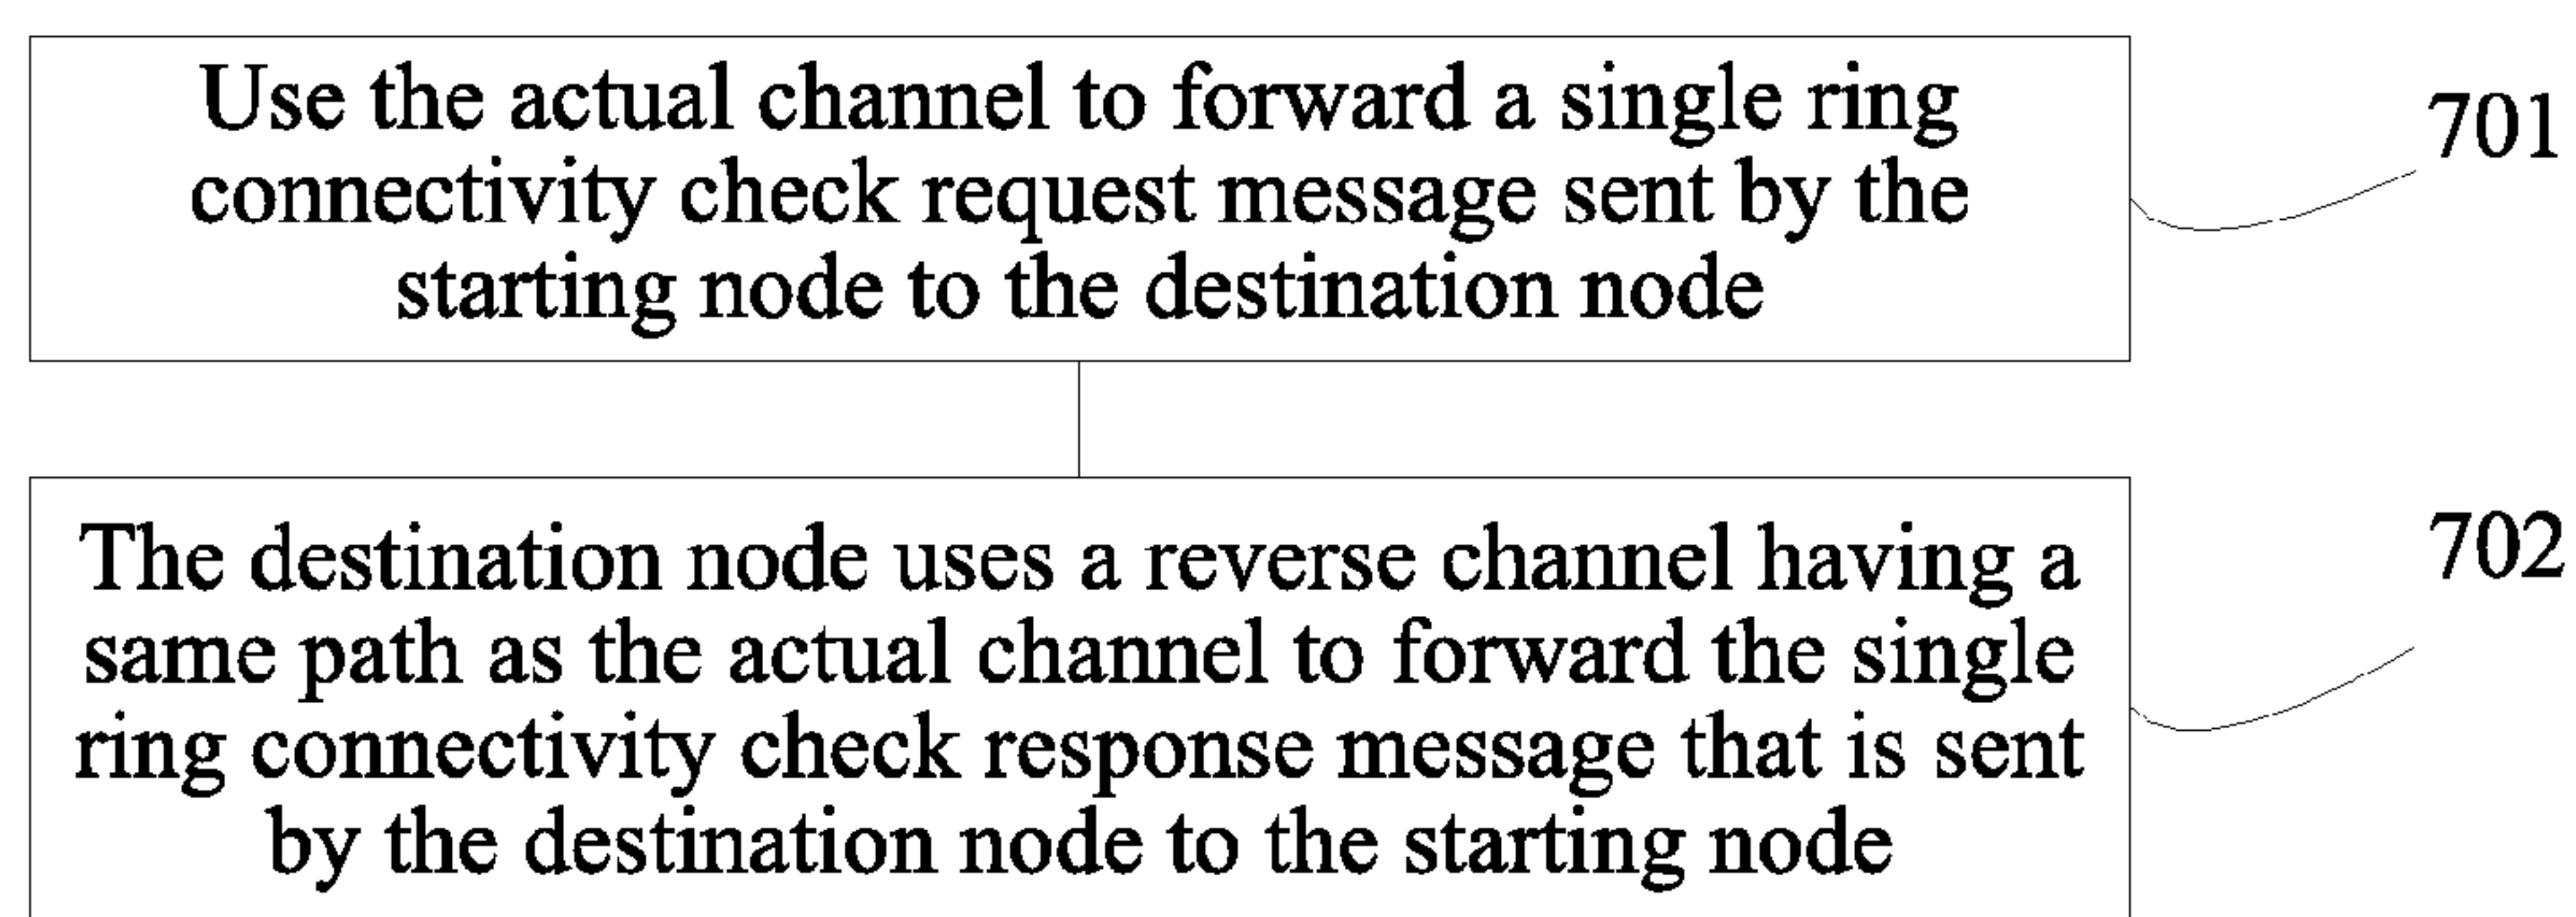 Use the actual channel to forward a single ring
connectivity check request message sent by the
starting node to the destination node
701
The destination node uses a reverse channel having a
same path as the actual channel to forward the single
ring connectivity check response message that is sent
by the destination node to the starting node
702